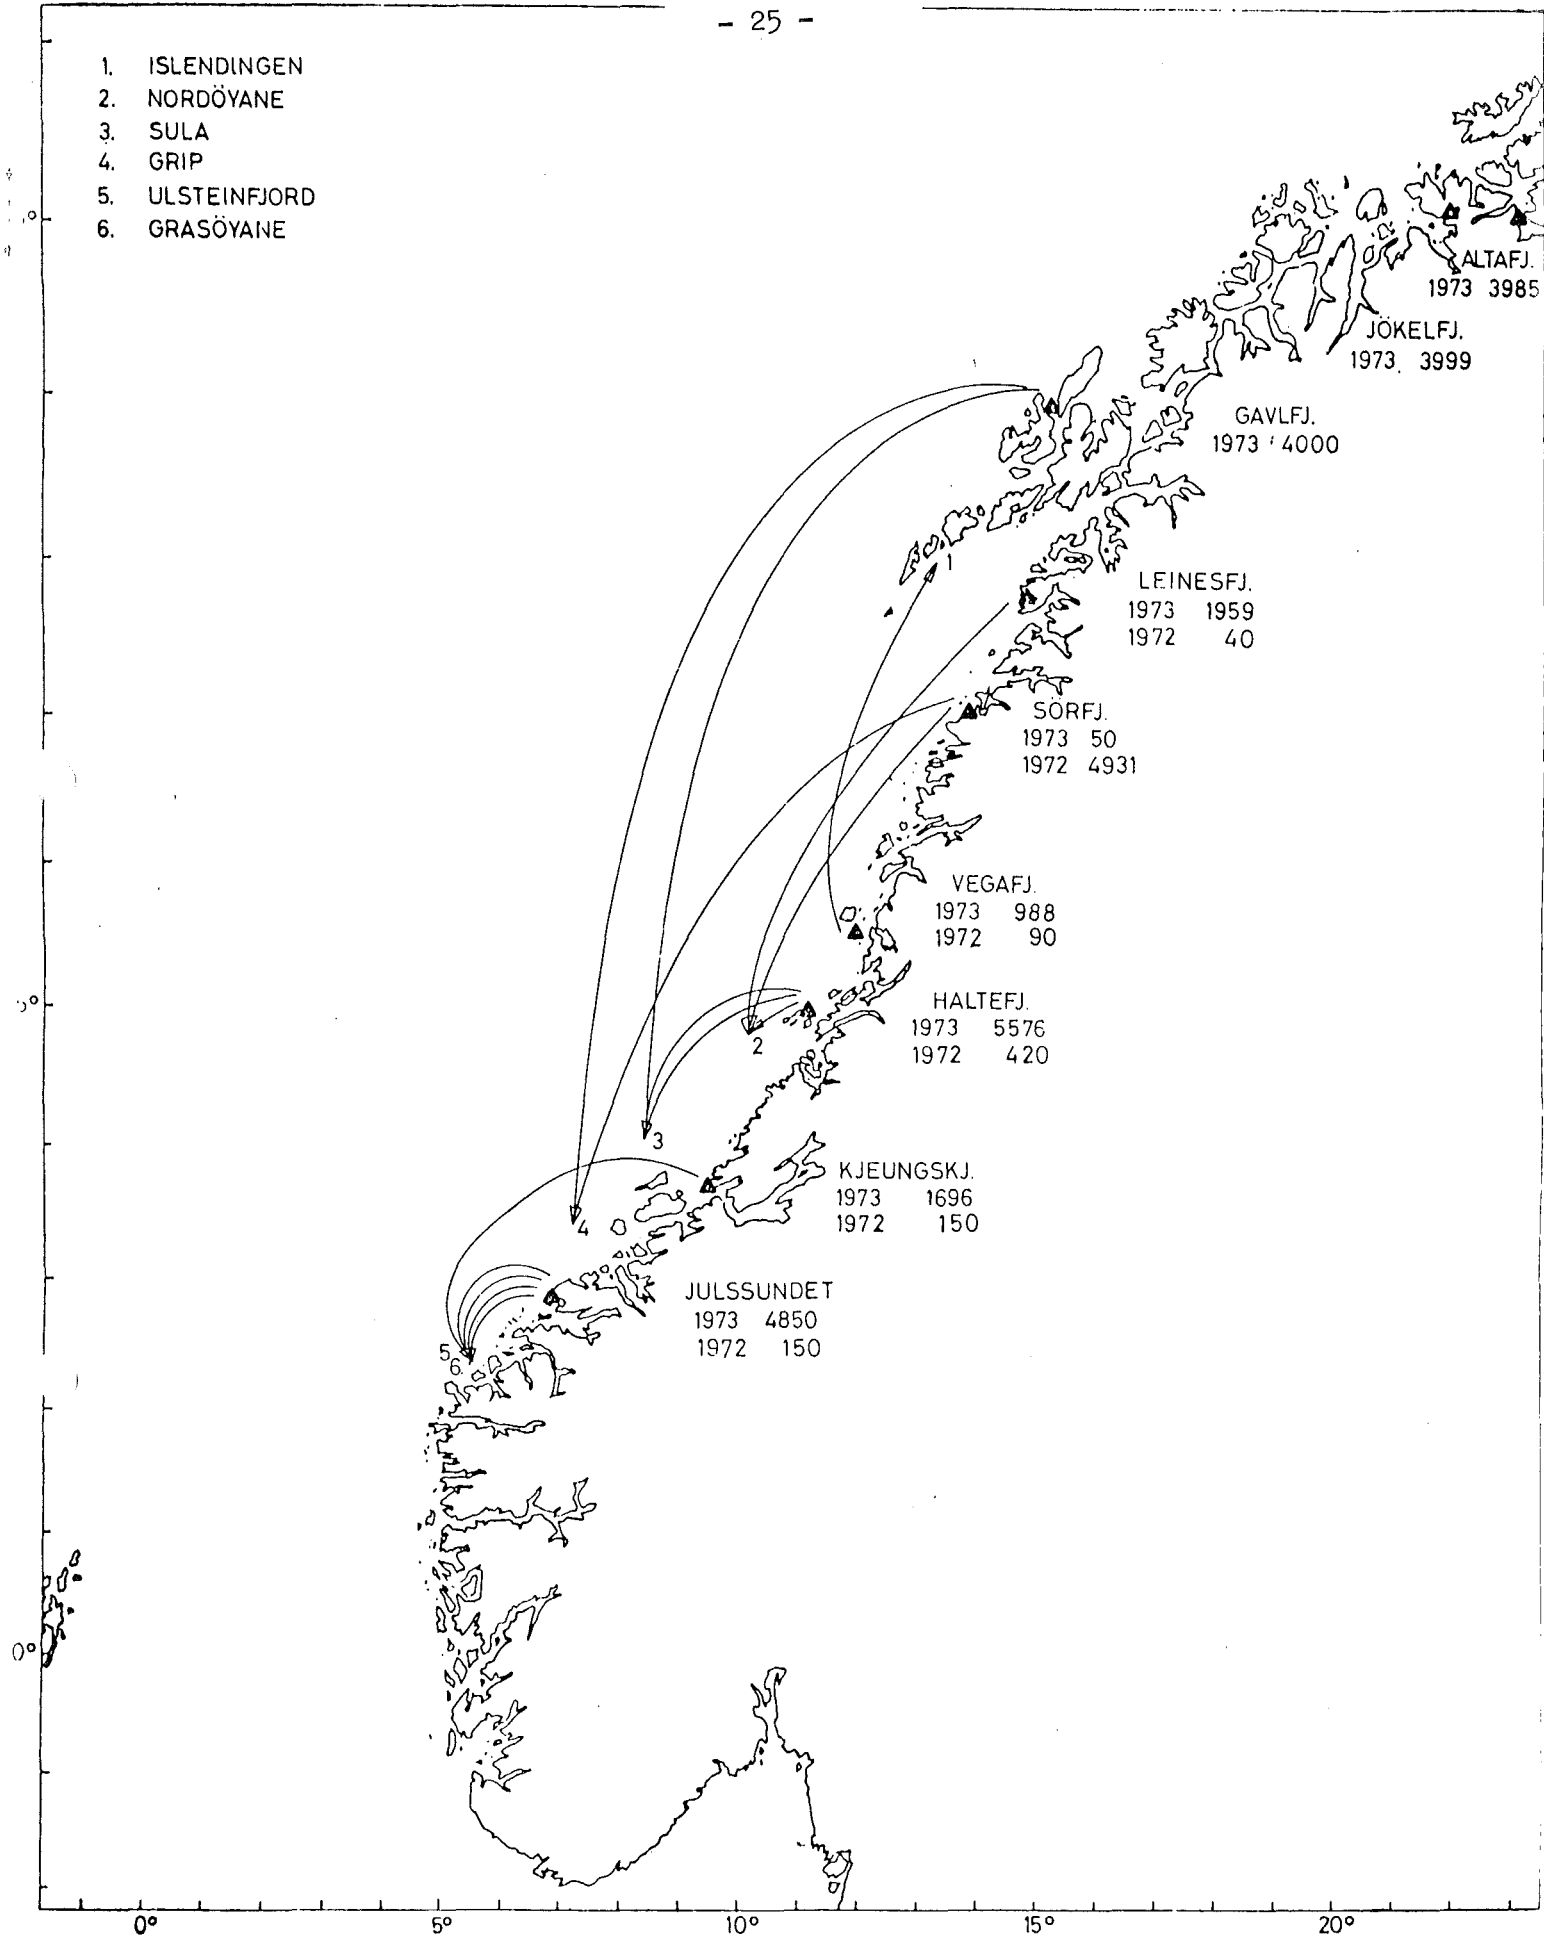 - 25 -
1. ISLENDINGEN
2. NORDÖYANE
3. SULA
4. GRIP
5. ULSTEINFJORD
6. GRASÖYANE
ALTAFJ.
1973 3985
JÖKELFJ.
1973 3999
GAVLFJ.
1973 4000
1
LEINESFJ.
1973 1959
1972 40
SÖRFJ.
1973 50
1972 4931
VEGAFJ.
1973 988
1972 90
HALTEFJ.
1973 5576
1972 420
2
3
KJEUNGSKJ.
1973 1696
1972 150
4
JULSSUNDET
1973 4850
1972 150
5
6
0°
0° 5° 10° 15° 20°